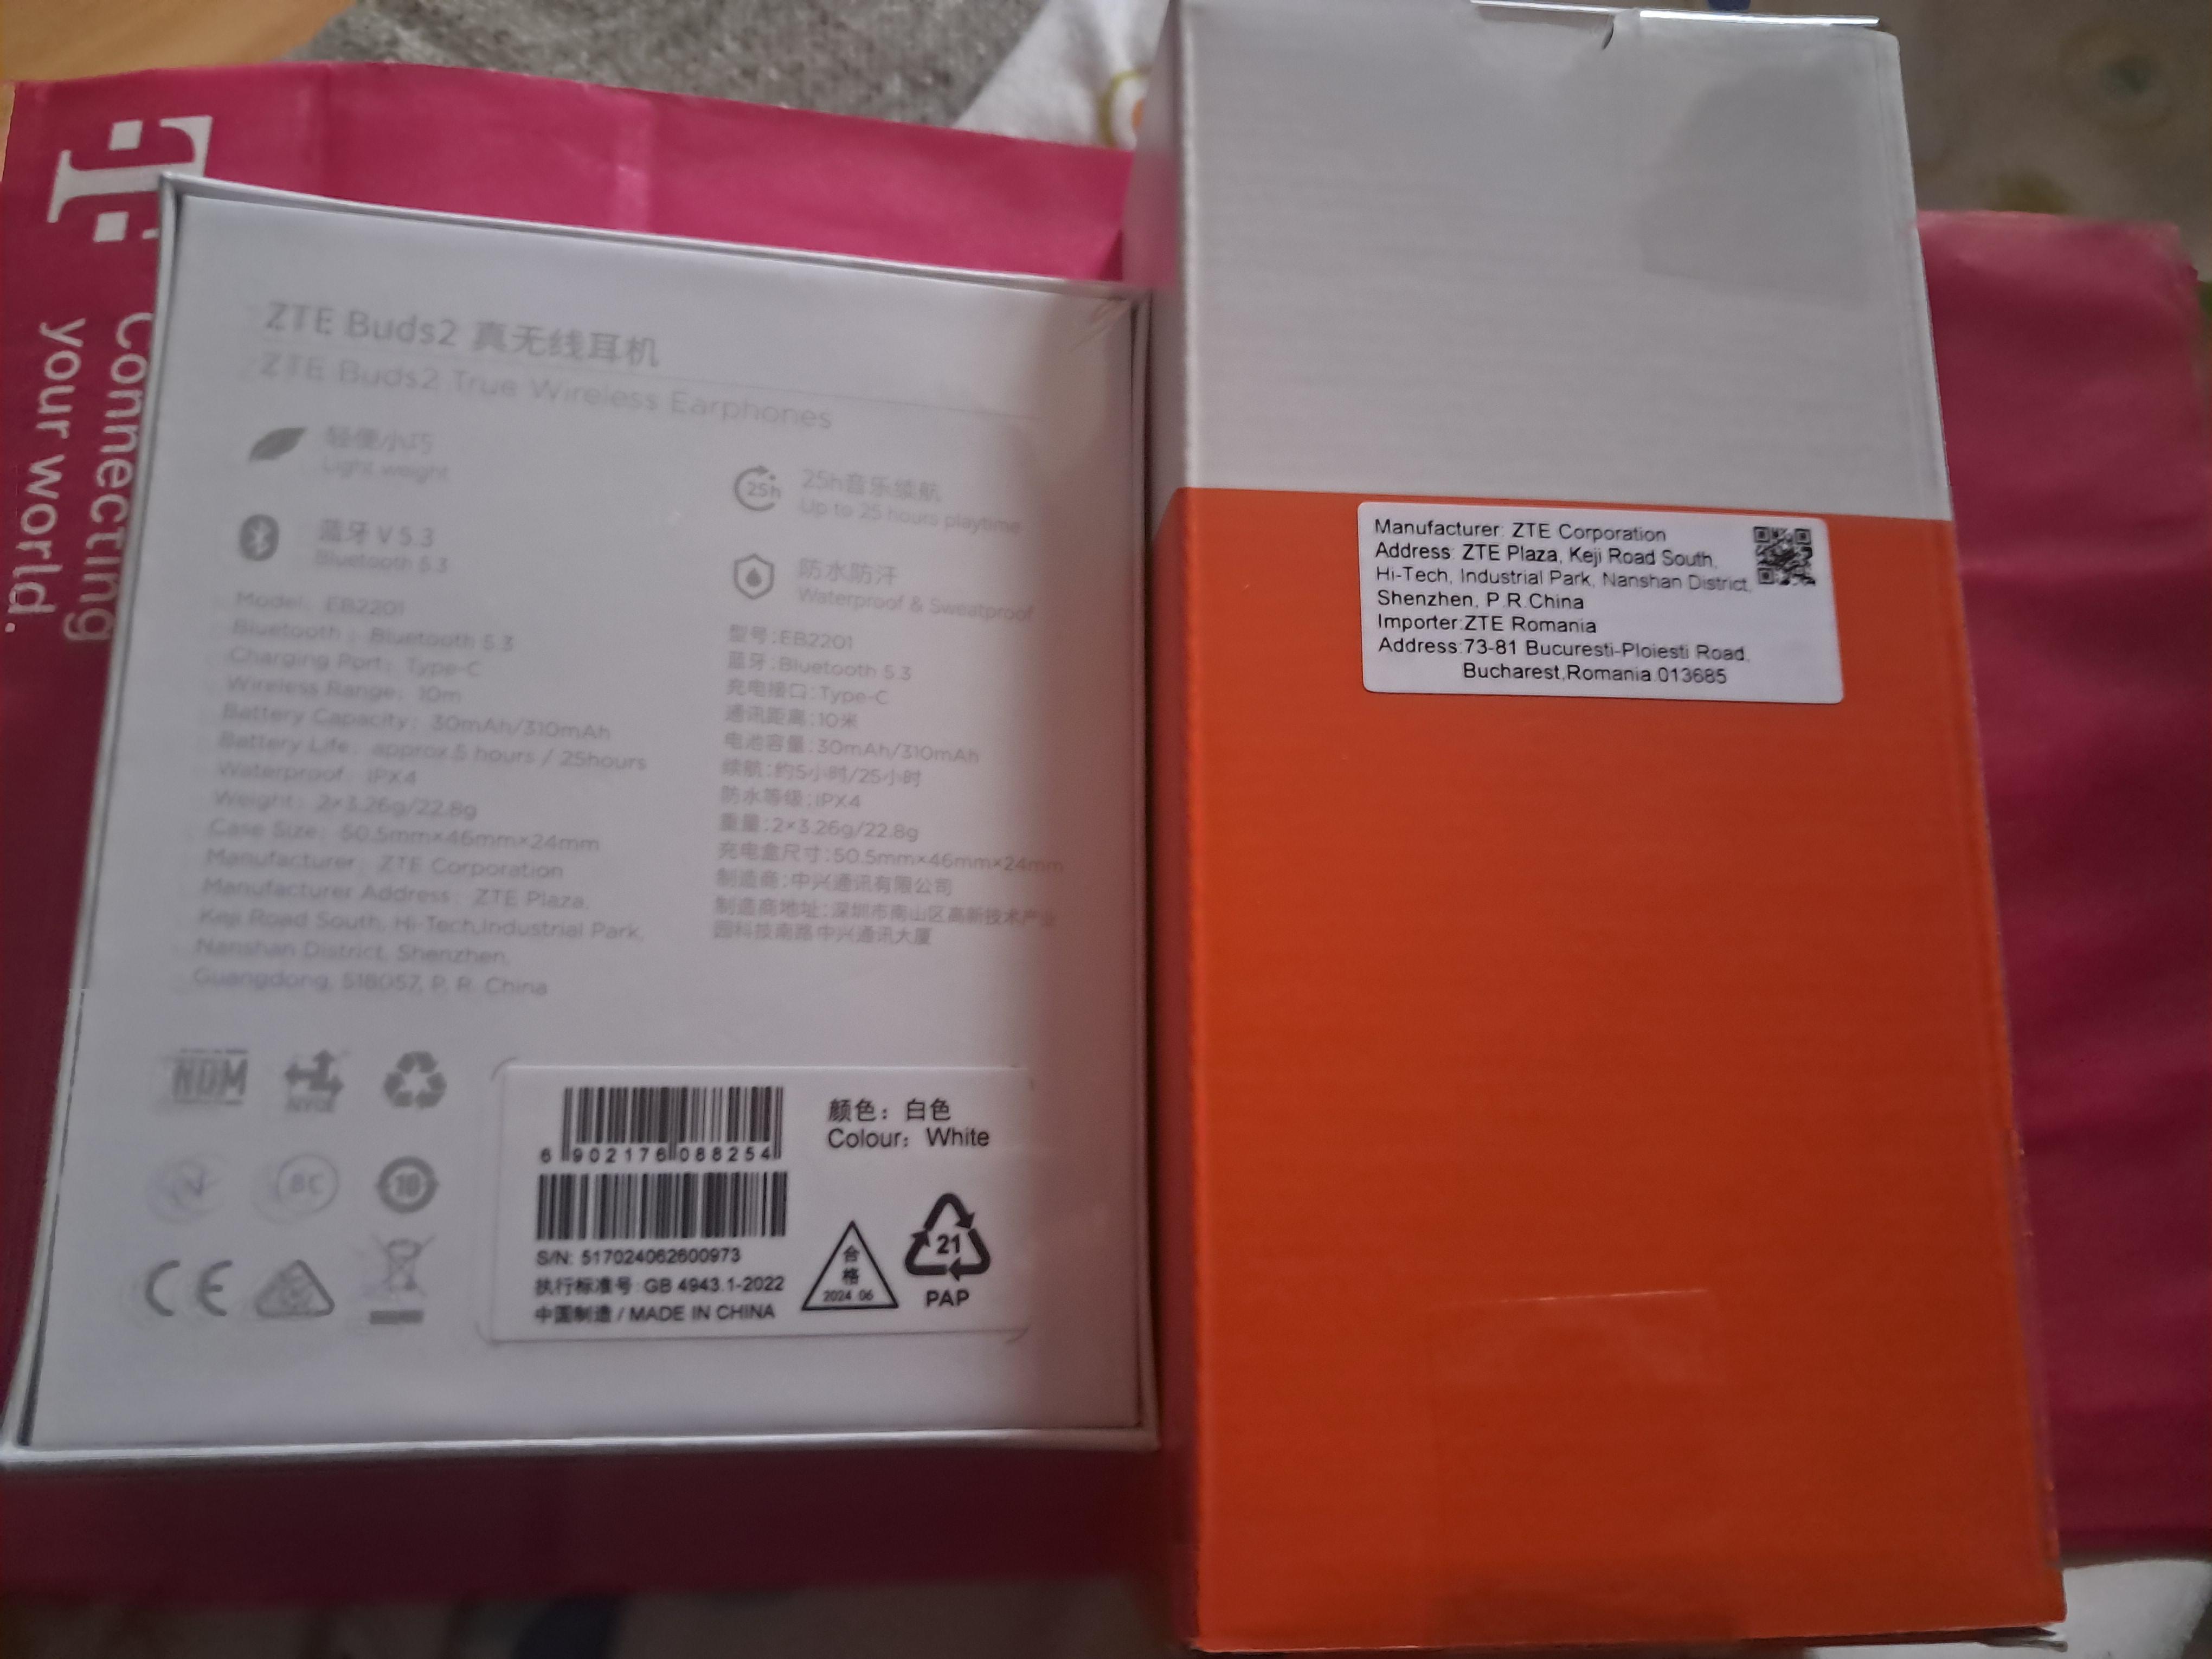 Connecting
your world.
ZTE Buds2 真无线耳机
ZTE Buds2 True Wireless Earphones
轻便小巧
Light weight
25h
25h音乐续航
Up to 25 hours playtime
蓝牙 V 5.3
Bluetooth 5.3
防水防汗
Waterproof & Sweatproof
Model: EB2201
Bluetooth : Bluetooth 5.3
Charging Port: Type-C
Wireless Range: 10m
Battery Capacity: 30mAh/310mAh
Battery Life: approx 5 hours / 25hours
Waterproof: IPX4
Weight: 2×3.26g/22.8g
Case Size: 50.5mm×46mm×24mm
Manufacturer: ZTE Corporation
Manufacturer Address: ZTE Plaza,
Keji Road South, Hi-Tech,Industrial Park,
Nanshan District, Shenzhen,
Guangdong, 518057, P. R. China
型号:EB2201
蓝牙:Bluetooth 5.3
充电接口:Type-C
通讯距离:10米
电池容量:30mAh/310mAh
续航:约5小时/25小时
防水等级:IPX4
重量:2×3.26g/22.8g
充电盒尺寸:50.5mm×46mm×24mm
制造商:中兴通讯有限公司
制造商地址:深圳市南山区高新技术产业
园科技南路中兴通讯大厦
NOM
NYCE
BC
10
CE
6 902176 088254
S/N: 517024062600973
执行标准号: GB 4943.1-2022
中国制造 / MADE IN CHINA
颜色：白色
Colour：White
合
格
2024 06
21
PAP
Manufacturer: ZTE Corporation
Address: ZTE Plaza, Keji Road South,
Hi-Tech, Industrial Park, Nanshan District,
Shenzhen, P.R.China
Importer:ZTE Romania
Address:73-81 Bucuresti-Ploiesti Road,
Bucharest,Romania.013685